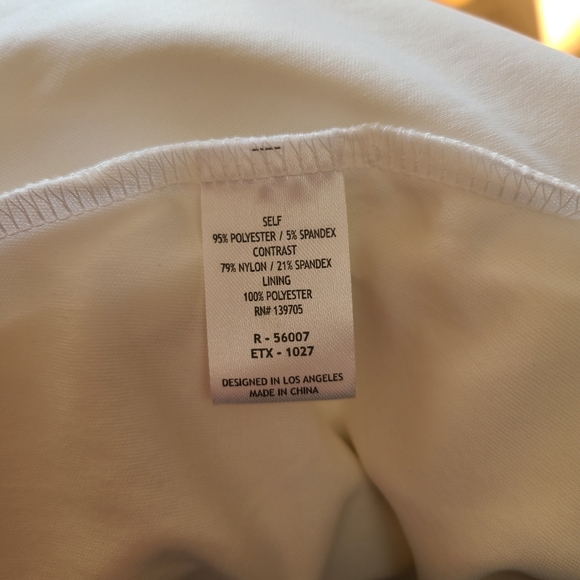 SELF
95% POLYESTER / 5% SPANDEX
CONTRAST
79% NYLON / 21% SPANDEX
LINING
100% POLYESTER
RN# 139705
R - 56007
ETX - 1027
DESIGNED IN LOS ANGELES
MADE IN CHINA